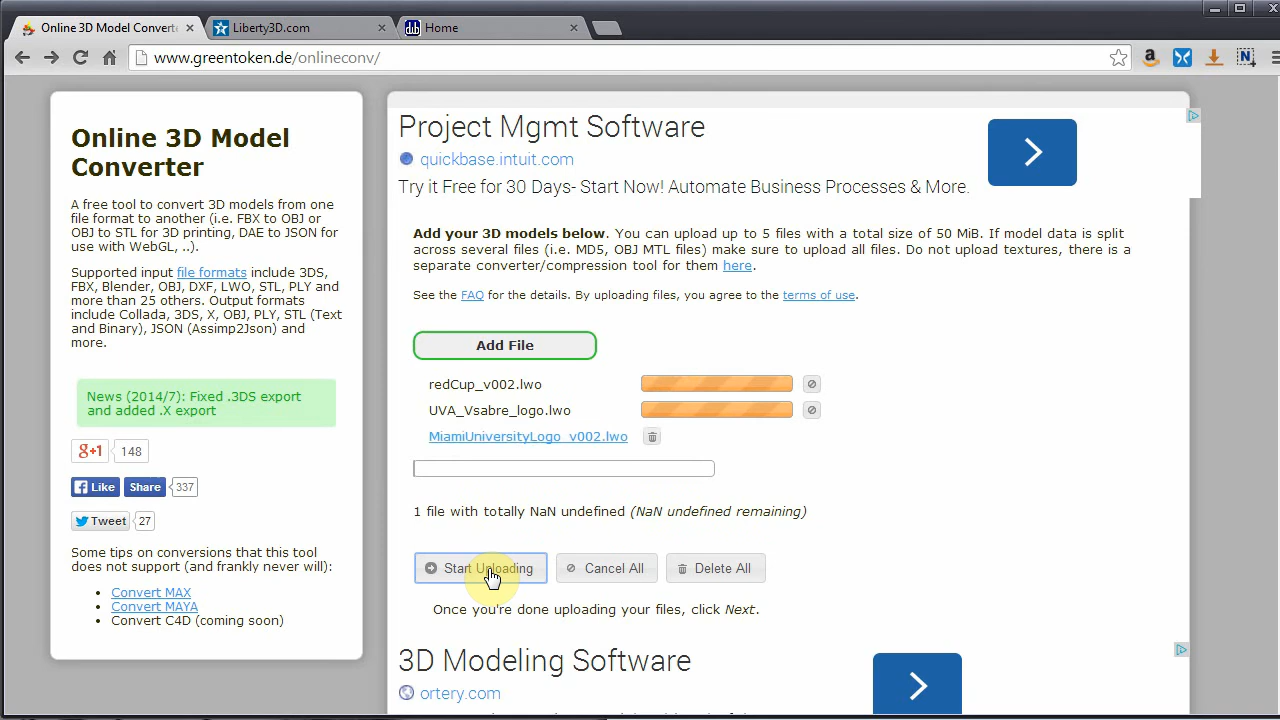 Online 3D Model Convert
Liberty3D.com
Home
www.greentoken.de/onlineconv/
Online 3D Model
Converter
A free tool to convert 3D models from one
file format to another (i.e. FBX to OBJ or
OBJ to STL for 3D printing, DAE to JSON for
use with WebGL, ..).
Supported input file formats include 3DS,
FBX, Blender, OBJ, DXF, LWO, STL, PLY and
more than 25 others. Output formats
include Collada, 3DS, X, OBJ, PLY, STL (Text
and Binary), JSON (Assimp2Json) and
more.
News (2014/7): Fixed .3DS export
and added .X export
g+1 148
Like Share 337
Tweet 27
Some tips on conversions that this tool
does not support (and frankly never will):
• Convert MAX
• Convert MAYA
• Convert C4D (coming soon)
Project Mgmt Software
quickbase.intuit.com
Try it Free for 30 Days- Start Now! Automate Business Processes & More.
Add your 3D models below. You can upload up to 5 files with a total size of 50 MiB. If model data is split
across several files (i.e. MD5, OBJ MTL files) make sure to upload all files. Do not upload textures, there is a
separate converter/compression tool for them here.
See the FAQ for the details. By uploading files, you agree to the terms of use.
Add File
redCup_v002.lwo
UVA_Vsabre_logo.lwo
MiamiUniversityLogo_v002.lwo
1 file with totally NaN undefined (NaN undefined remaining)
Start Uploading Cancel All Delete All
Once you're done uploading your files, click Next.
3D Modeling Software
ortery.com